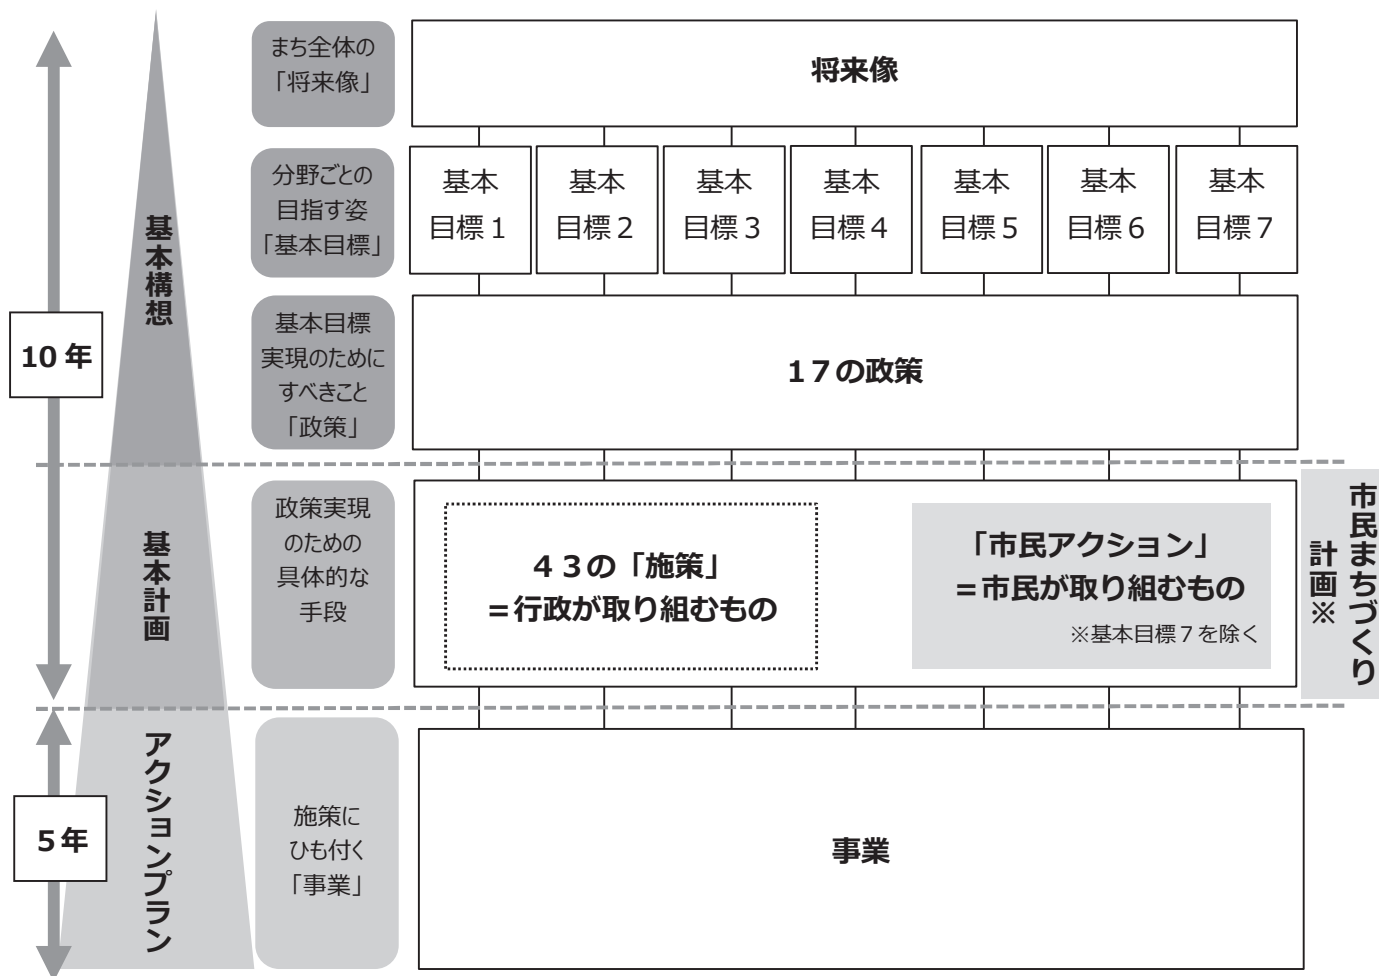 まち全体の
「将来像」
将来像
分野ごとの
目指す姿
「基本目標」
基本
目標1
基本
目標2
基本
目標3
基本
目標4
基本
目標5
基本
目標6
基本
目標7
基本構想
10年
基本目標
実現のために
すべきこと
「政策」
17の政策
基本計画
政策実現
のための
具体的な
手段
43の「施策」
=行政が取り組むもの
「市民アクション」
=市民が取り組むもの
※基本目標7を除く
市民まちづくり
計画※
アクションプラン
5年
施策に
ひも付く
「事業」
事業